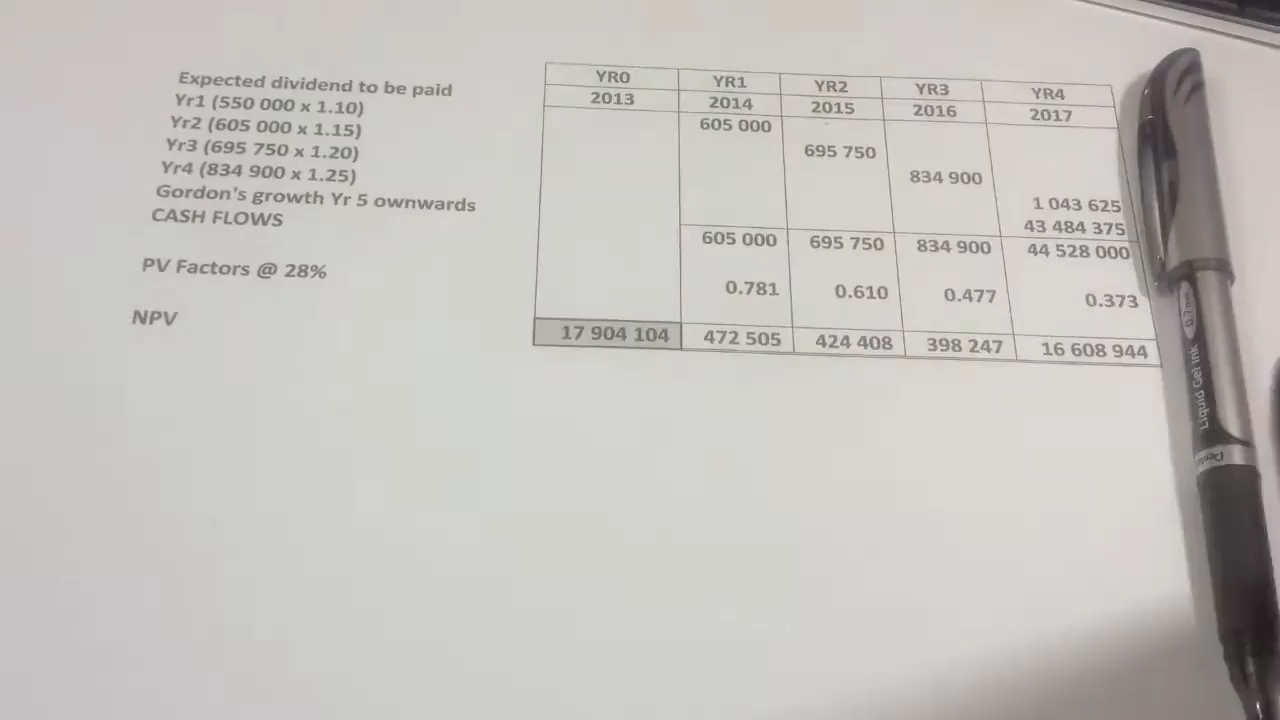 YR0 YR1 YR2 YR3 YR4
Expected dividend to be paid 2013 2014 2015 2016 2017
Yr1 (550 000 x 1.10) 605 000
Yr2 (605 000 x 1.15) 695 750
Yr3 (695 750 x 1.20) 834 900
Yr4 (834 900 x 1.25) 1 043 625
Gordon's growth Yr 5 ownwards 43 484 375
CASH FLOWS 605 000 695 750 834 900 44 528 000
PV Factors @ 28% 0.781 0.610 0.477 0.373
NPV 17 904 104 472 505 424 408 398 247 16 608 944
0.7mm
Liquid Gel Ink